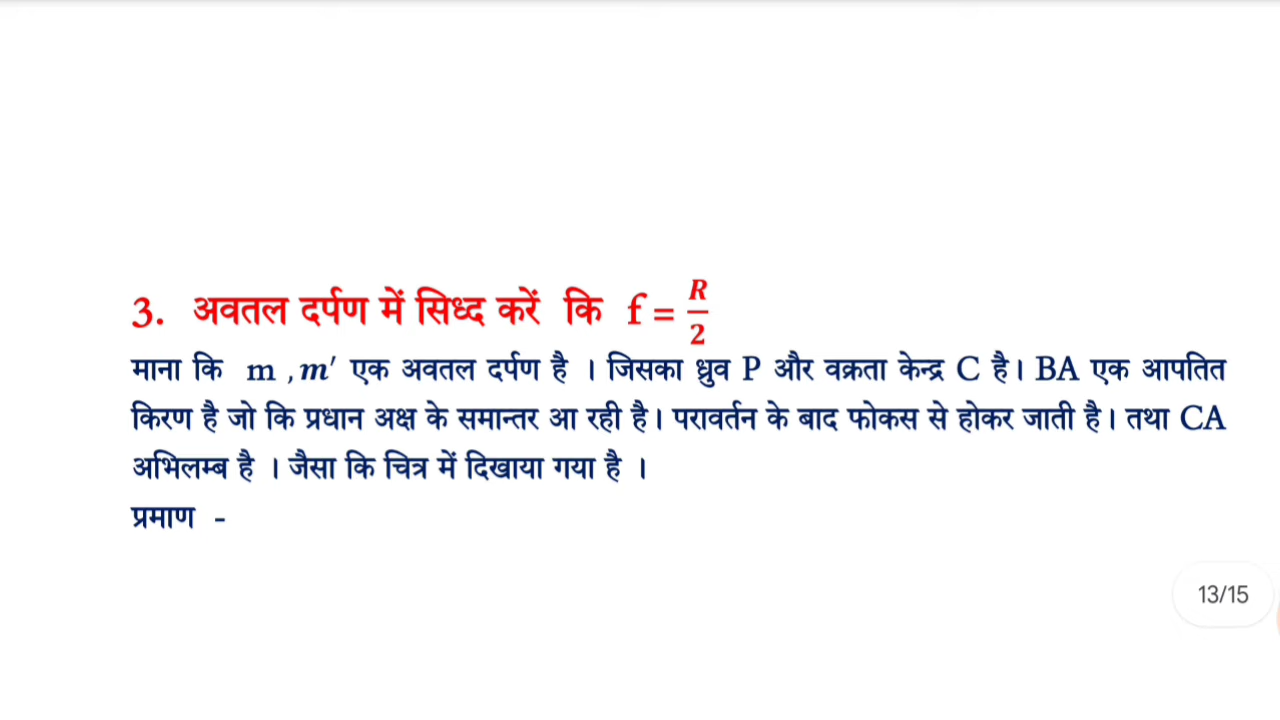 3. अवतल दर्पण में सिध्द करें कि f = R/2
माना कि m , m′ एक अवतल दर्पण है । जिसका ध्रुव P और वक्रता केन्द्र C है। BA एक आपतित
किरण है जो कि प्रधान अक्ष के समान्तर आ रही है। परावर्तन के बाद फोकस से होकर जाती है। तथा CA
अभिलम्ब है । जैसा कि चित्र में दिखाया गया है ।
प्रमाण -
13/15